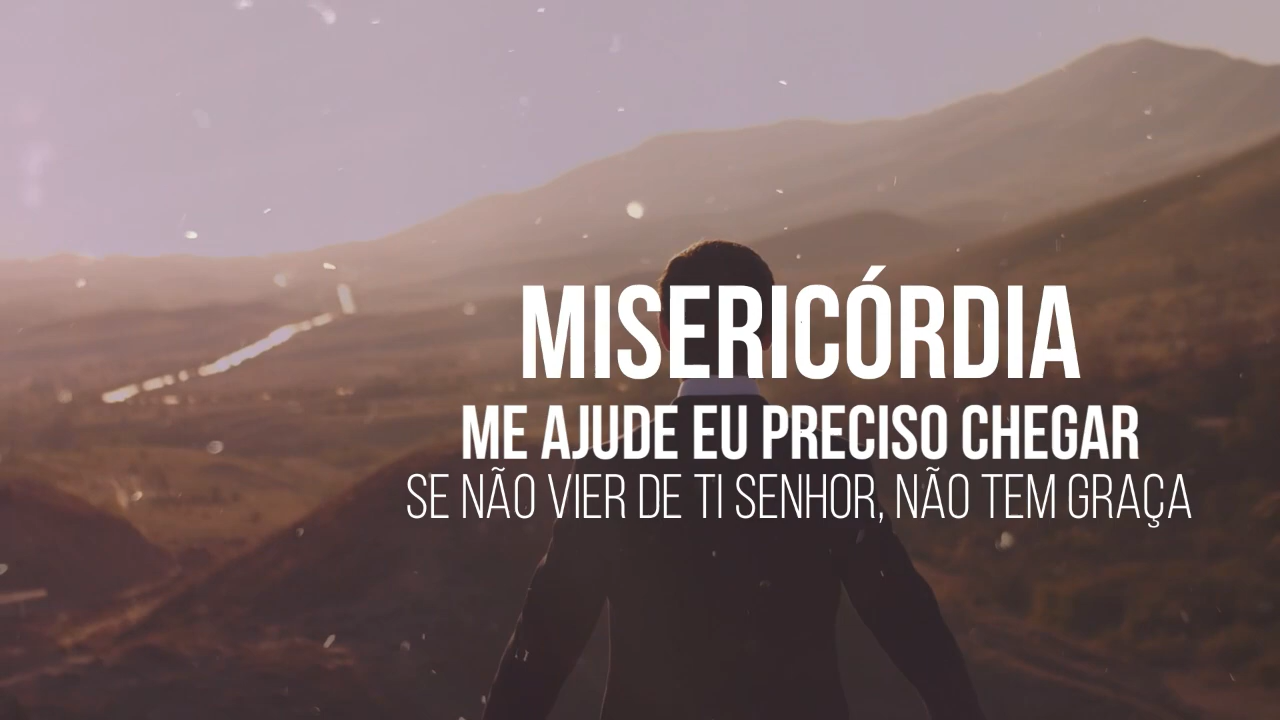 MISERICÓRDIA
ME AJUDE EU PRECISO CHEGAR
SE NÃO VIER DE TI SENHOR, NÃO TEM GRAÇA